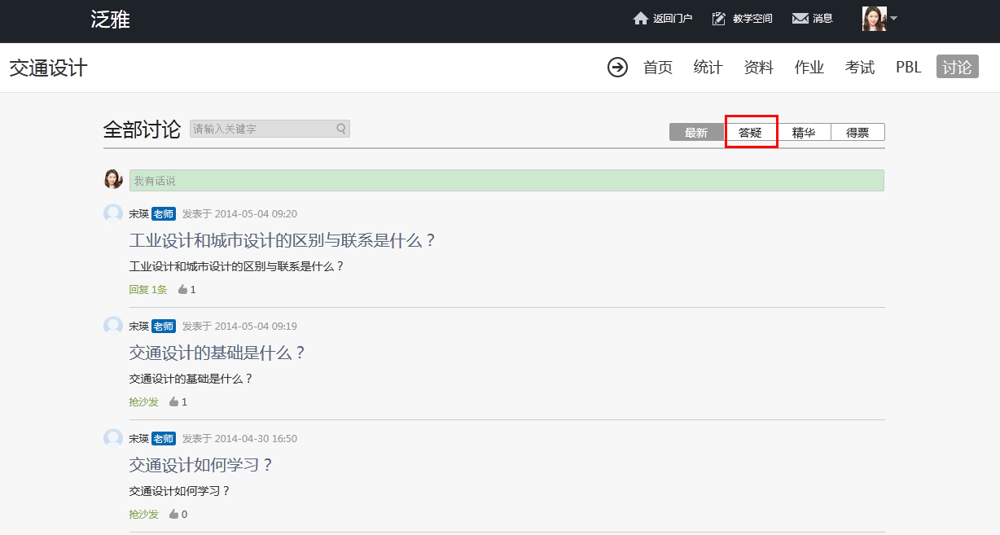 泛雅 返回门户 教学空间 消息
交通设计 首页 统计 资料 作业 考试 PBL 讨论
全部讨论 请输入关键字 最新 答疑 精华 得票
我有话说
宋瑛 老师 发表于 2014-05-04 09:20
工业设计和城市设计的区别与联系是什么？
工业设计和城市设计的区别与联系是什么？
回复 1条 1
宋瑛 老师 发表于 2014-05-04 09:19
交通设计的基础是什么？
交通设计的基础是什么？
抢沙发 1
宋瑛 老师 发表于 2014-04-30 16:50
交通设计如何学习？
交通设计如何学习？
抢沙发 0